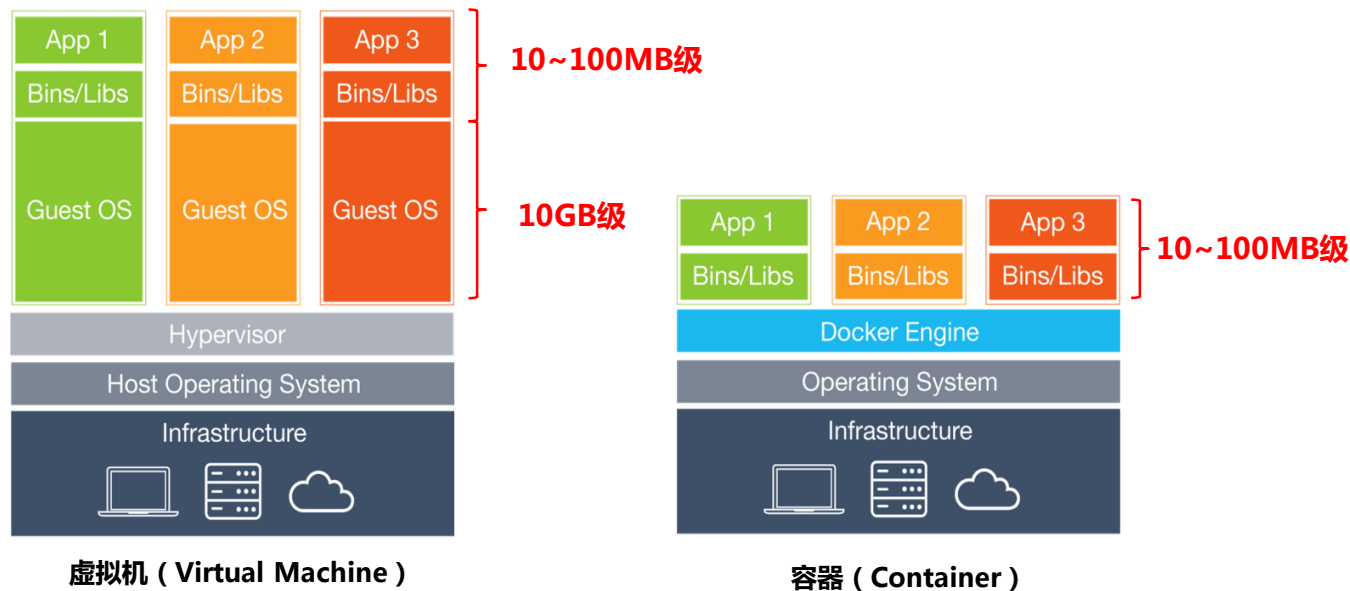 App 1
App 2
App 3
10~100MB级
Bins/Libs
Bins/Libs
Bins/Libs
Guest OS
Guest OS
Guest OS
10GB级
Hypervisor
Host Operating System
Infrastructure
虚拟机（Virtual Machine）
App 1
App 2
App 3
10~100MB级
Bins/Libs
Bins/Libs
Bins/Libs
Docker Engine
Operating System
Infrastructure
容器（Container）